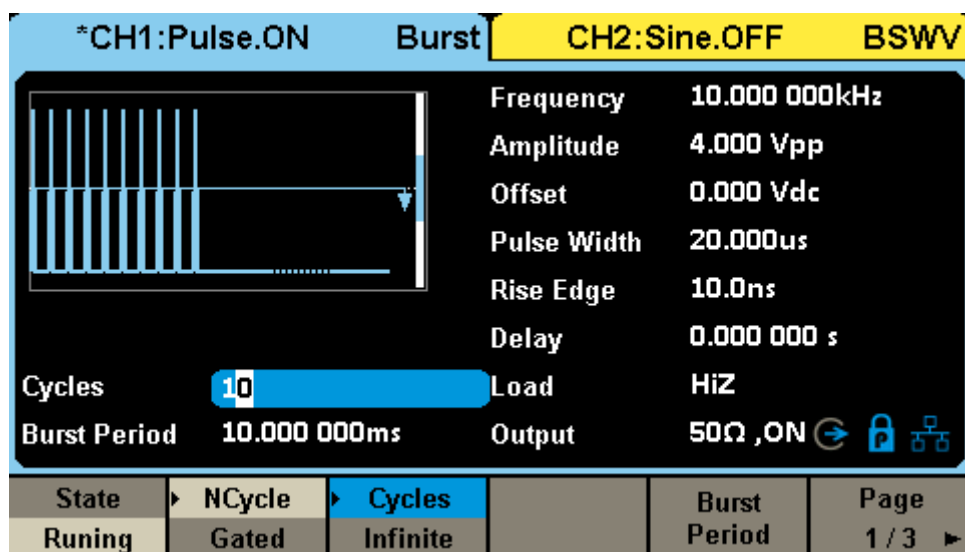 *CH1:Pulse.ON Burst CH2:Sine.OFF BSWV
Frequency 10.000 000kHz
Amplitude 4.000 Vpp
Offset 0.000 Vdc
Pulse Width 20.000us
Rise Edge 10.0ns
Delay 0.000 000 s
Cycles 10 Load HiZ
Burst Period 10.000 000ms Output 50Ω ,ON
State NCycle Cycles Burst Page
Runing Gated Infinite Period 1 / 3